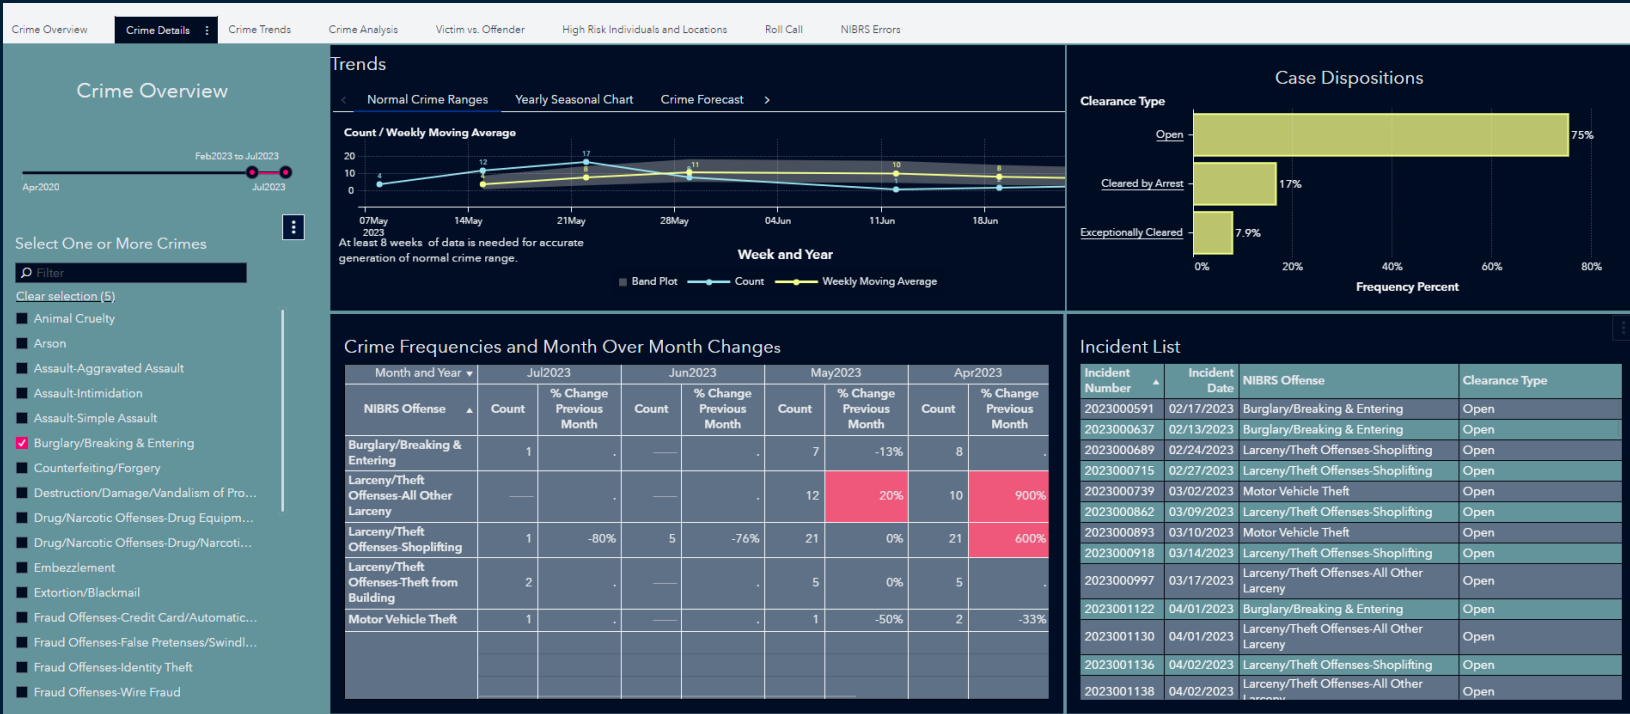 Crime Overview
Crime Details
Crime Trends
Crime Analysis
Victim vs. Offender
High Risk Individuals and Locations
Roll Call
NIBRS Errors
Crime Overview
Feb2023 to Jul2023
Apr2020
Jul2023
Select One or More Crimes
Filter
Clear selection (5)
Animal Cruelty
Arson
Assault-Aggravated Assault
Assault-Intimidation
Assault-Simple Assault
Burglary/Breaking & Entering
Counterfeiting/Forgery
Destruction/Damage/Vandalism of Pro...
Drug/Narcotic Offenses-Drug Equipm...
Drug/Narcotic Offenses-Drug/Narcoti...
Embezzlement
Extortion/Blackmail
Fraud Offenses-Credit Card/Automatic...
Fraud Offenses-False Pretenses/Swindl...
Fraud Offenses-Identity Theft
Fraud Offenses-Wire Fraud
Trends
Normal Crime Ranges
Yearly Seasonal Chart
Crime Forecast
Count / Weekly Moving Average
20
10
0
4
12
17
8
11
10
1
8
07May
2023
14May
21May
28May
04Jun
11Jun
18Jun
At least 8 weeks of data is needed for accurate
generation of normal crime range.
Week and Year
Band Plot
Count
Weekly Moving Average
Case Dispositions
Clearance Type
Open
75%
Cleared by Arrest
17%
Exceptionally Cleared
7.9%
0%
20%
40%
60%
80%
Frequency Percent
Crime Frequencies and Month Over Month Changes
Month and Year Jul2023 Jun2023 May2023 Apr2023
NIBRS Offense Count % Change Previous Month Count % Change Previous Month Count % Change Previous Month Count % Change Previous Month
Burglary/Breaking & Entering 1 . . 7 -13% 8 .
Larceny/Theft Offenses-All Other Larceny . . 12 20% 10 900%
Larceny/Theft Offenses-Shoplifting 1 -80% 5 -76% 21 0% 21 600%
Larceny/Theft Offenses-Theft from Building 2 . . 5 0% 5 .
Motor Vehicle Theft 1 . . 1 -50% 2 -33%
Incident List
Incident Number Incident Date NIBRS Offense Clearance Type
2023000591 02/17/2023 Burglary/Breaking & Entering Open
2023000637 02/13/2023 Burglary/Breaking & Entering Open
2023000689 02/24/2023 Larceny/Theft Offenses-Shoplifting Open
2023000715 02/27/2023 Larceny/Theft Offenses-Shoplifting Open
2023000739 03/02/2023 Motor Vehicle Theft Open
2023000862 03/09/2023 Larceny/Theft Offenses-Shoplifting Open
2023000893 03/10/2023 Motor Vehicle Theft Open
2023000918 03/14/2023 Larceny/Theft Offenses-Shoplifting Open
2023000997 03/17/2023 Larceny/Theft Offenses-All Other Larceny Open
2023001122 04/01/2023 Burglary/Breaking & Entering Open
2023001130 04/01/2023 Larceny/Theft Offenses-All Other Larceny Open
2023001136 04/02/2023 Larceny/Theft Offenses-Shoplifting Open
2023001138 04/02/2023 Larceny/Theft Offenses-All Other Open